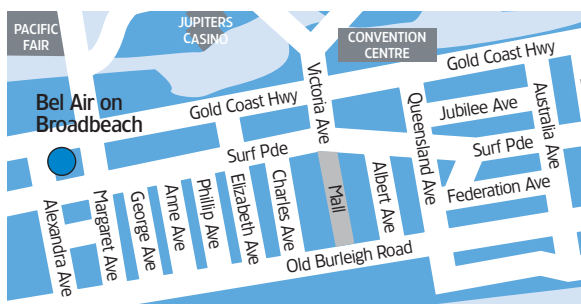 PACIFIC
FAIR
JUPITERS
CASINO
CONVENTION
CENTRE
Gold Coast Hwy
Bel Air on
Broadbeach
Gold Coast Hwy
Victoria Ave
Jubilee Ave
Queensland Ave
Australia Ave
Surf Pde
Surf Pde
Federation Ave
Alexandra Ave
Margaret Ave
George Ave
Anne Ave
Phillip Ave
Elizabeth Ave
Charles Ave
Mall
Albert Ave
Old Burleigh Road